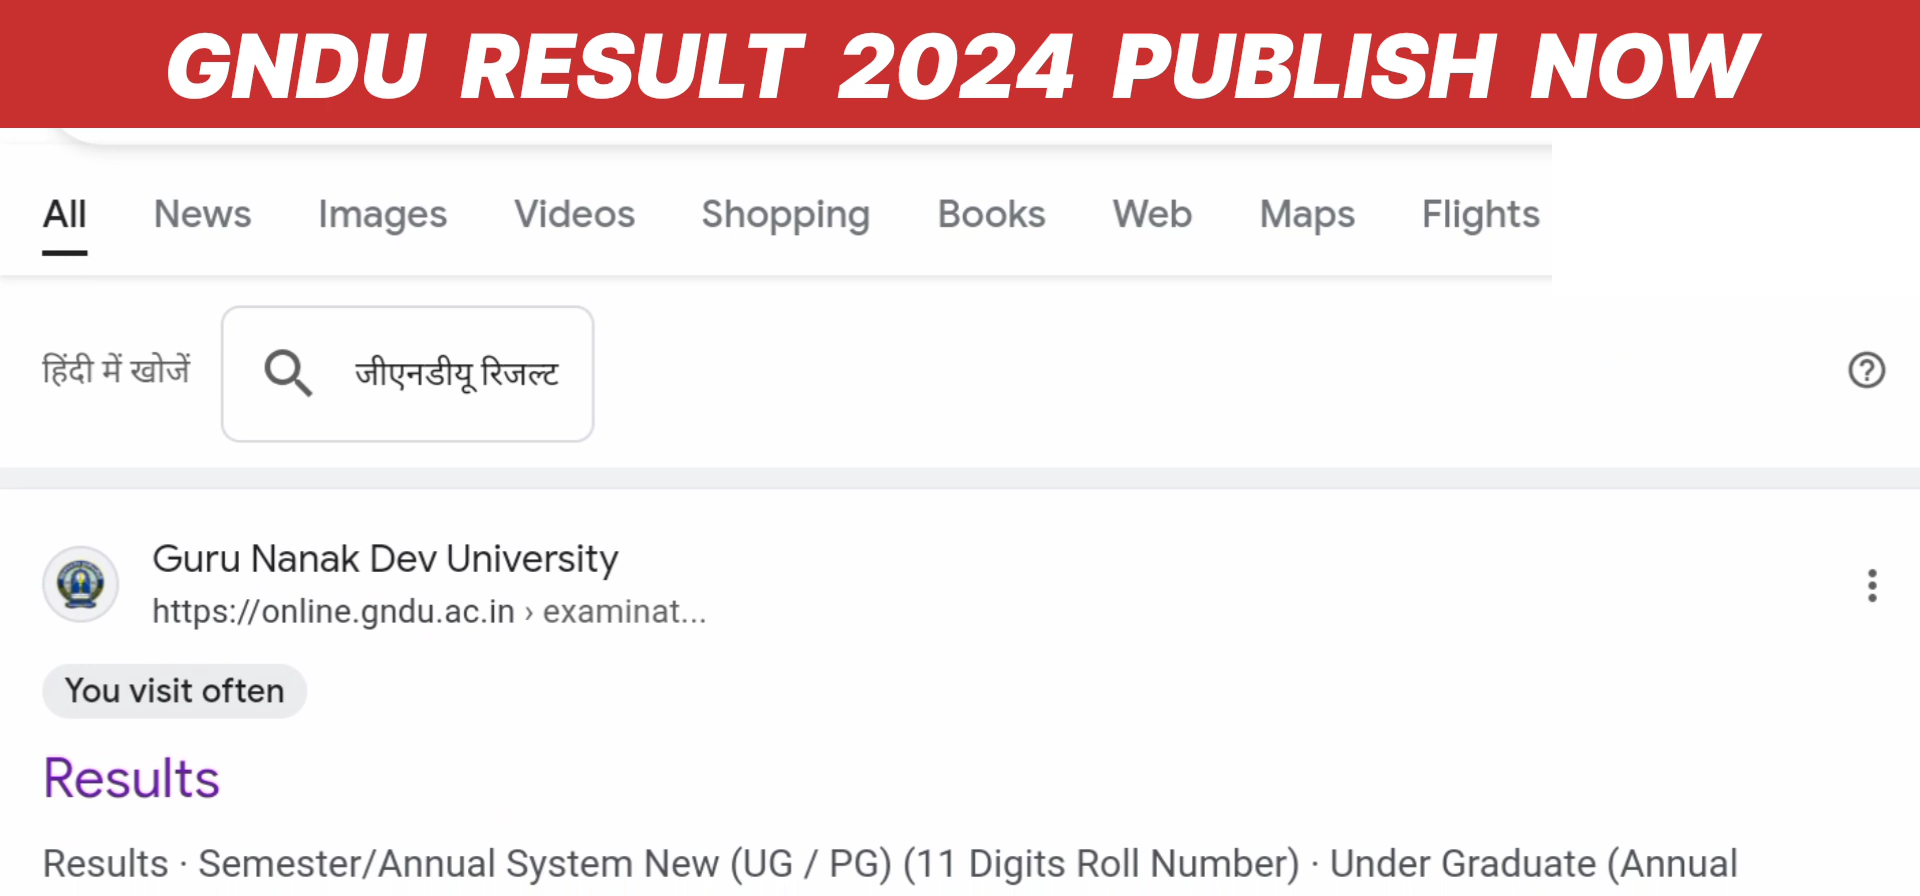 GNDU RESULT 2024 PUBLISH NOW
All News Images Videos Shopping Books Web Maps Flights
हिंदी में खोजें जीएनडीयू रिजल्ट
Guru Nanak Dev University
https://online.gndu.ac.in › examinat...
You visit often
Results
Results · Semester/Annual System New (UG / PG) (11 Digits Roll Number) · Under Graduate (Annual